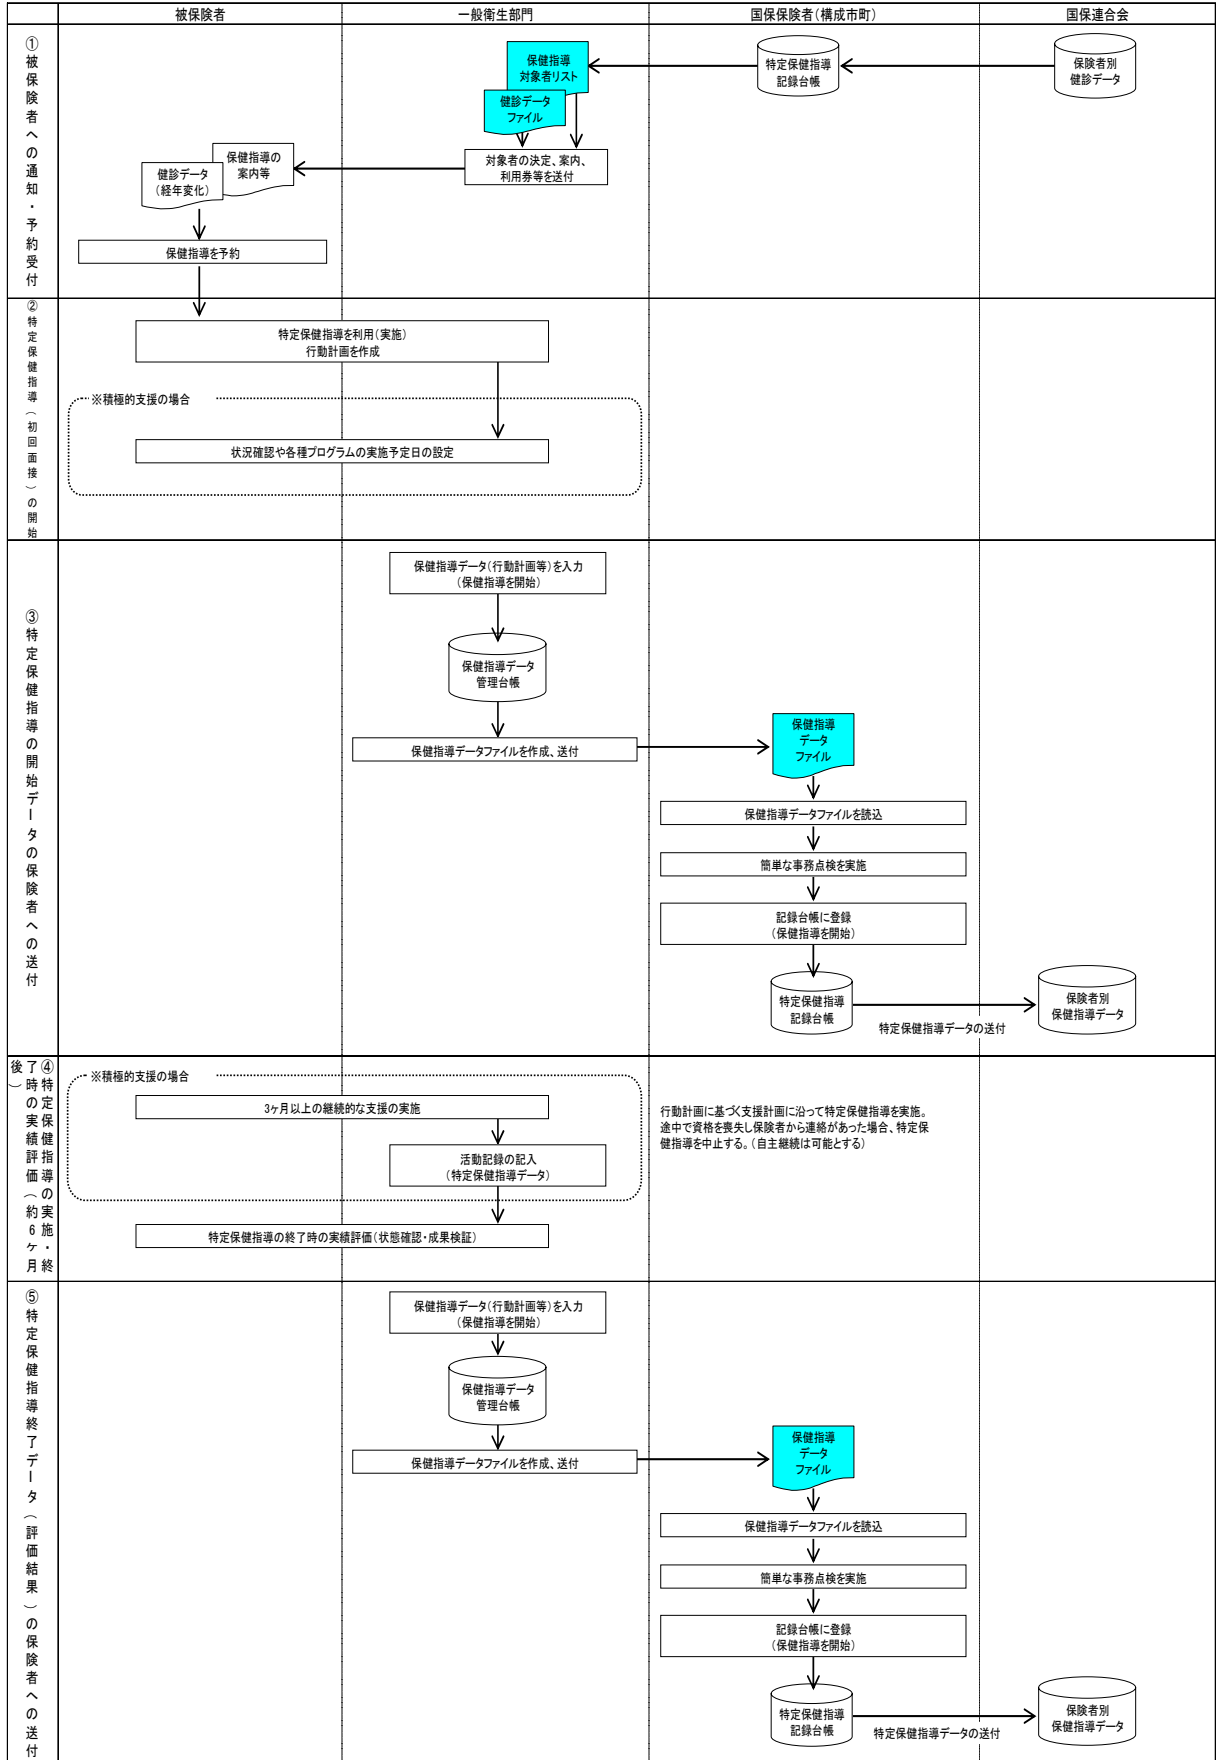 被保険者
一般衛生部門
国保保険者(構成市町)
国保連合会
①被保険者への通知・予約受付
保健指導
対象者リスト
健診データ
ファイル
特定保健指導
記録台帳
保険者別
健診データ
対象者の決定、案内、
利用券等を送付
保健指導の
案内等
健診データ
(経年変化)
保健指導を予約
②特定保健指導(初回面接)の開始
特定保健指導を利用(実施)
行動計画を作成
※積極的支援の場合
状況確認や各種プログラムの実施予定日の設定
③特定保健指導の開始データの保険者への送付
保健指導データ(行動計画等)を入力
(保健指導を開始)
保健指導データ
管理台帳
保健指導データファイルを作成、送付
保健指導
データ
ファイル
保健指導データファイルを読込
簡単な事務点検を実施
記録台帳に登録
(保健指導を開始)
特定保健指導
記録台帳
特定保健指導データの送付
保険者別
保健指導データ
④特定保健指導の実施・終
了時の実績評価(約6ヶ月
後)
※積極的支援の場合
3ヶ月以上の継続的な支援の実施
活動記録の記入
(特定保健指導データ)
特定保健指導の終了時の実績評価(状態確認・成果検証)
行動計画に基づく支援計画に沿って特定保健指導を実施。
途中で資格を喪失し保険者から連絡があった場合、特定保
健指導を中止する。(自主継続は可能とする)
⑤特定保健指導終了データ(評価結果)の保険者への送付
保健指導データ(行動計画等)を入力
(保健指導を開始)
保健指導データ
管理台帳
保健指導データファイルを作成、送付
保健指導
データ
ファイル
保健指導データファイルを読込
簡単な事務点検を実施
記録台帳に登録
(保健指導を開始)
特定保健指導
記録台帳
特定保健指導データの送付
保険者別
保健指導データ